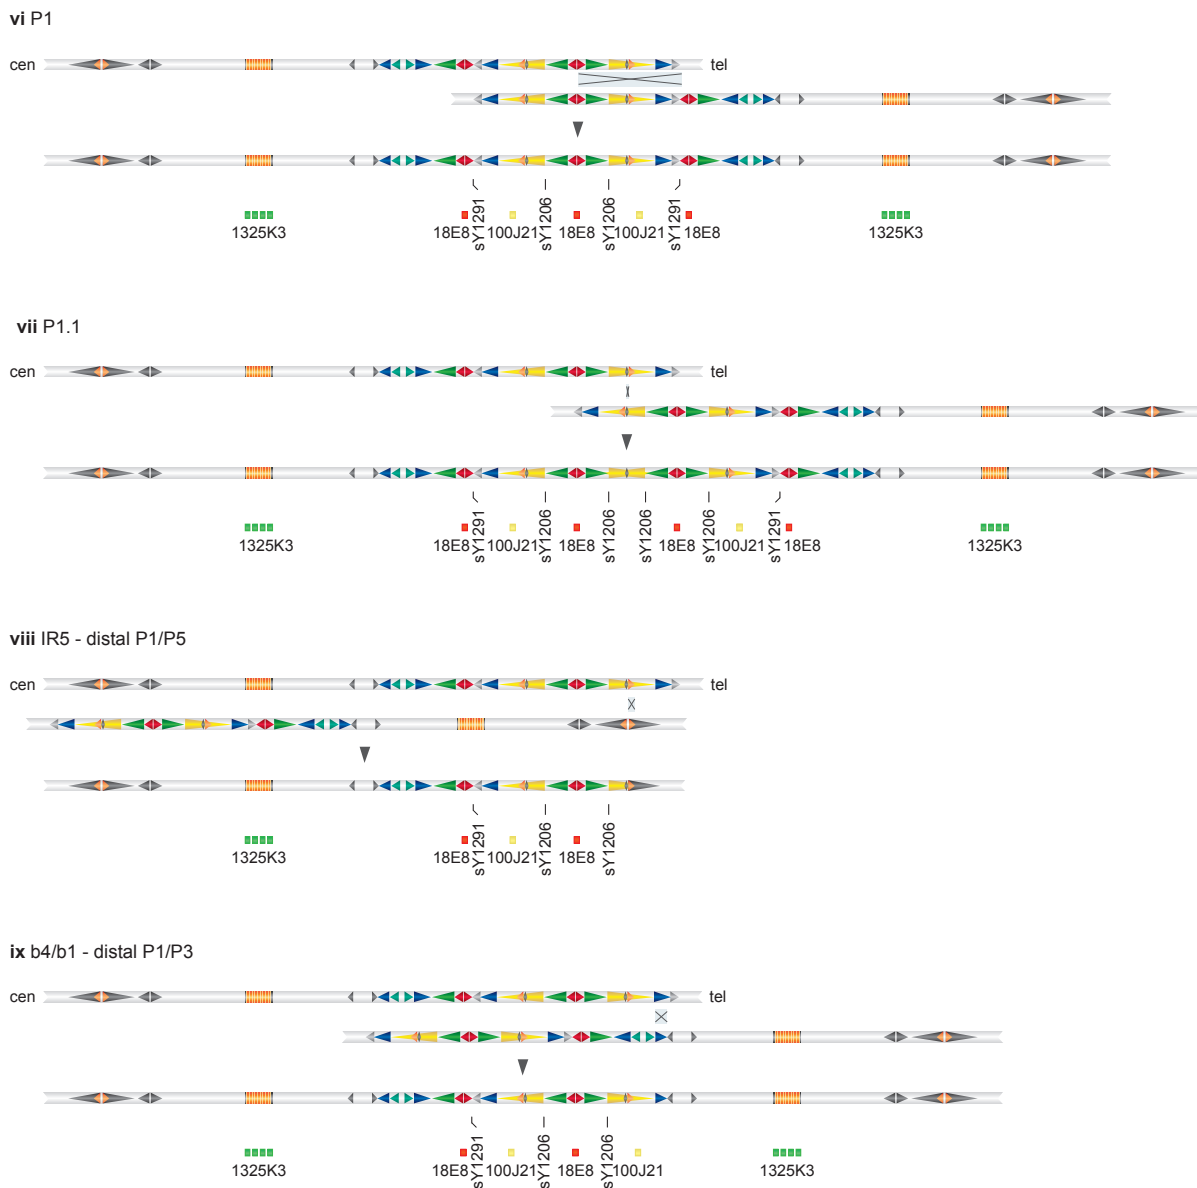 vi P1
cen tel
1325K3 18E8 sY1291 100J21 sY1206 18E8 sY1206 100J21 sY1291 18E8 1325K3
vii P1.1
cen tel
1325K3 18E8 sY1291 100J21 sY1206 18E8 sY1206 sY1206 18E8 sY1206 100J21 sY1291 18E8 1325K3
viii IR5 - distal P1/P5
cen tel
1325K3 18E8 sY1291 100J21 sY1206 18E8 sY1206
ix b4/b1 - distal P1/P3
cen tel
1325K3 18E8 sY1291 100J21 sY1206 18E8 sY1206 100J21 1325K3